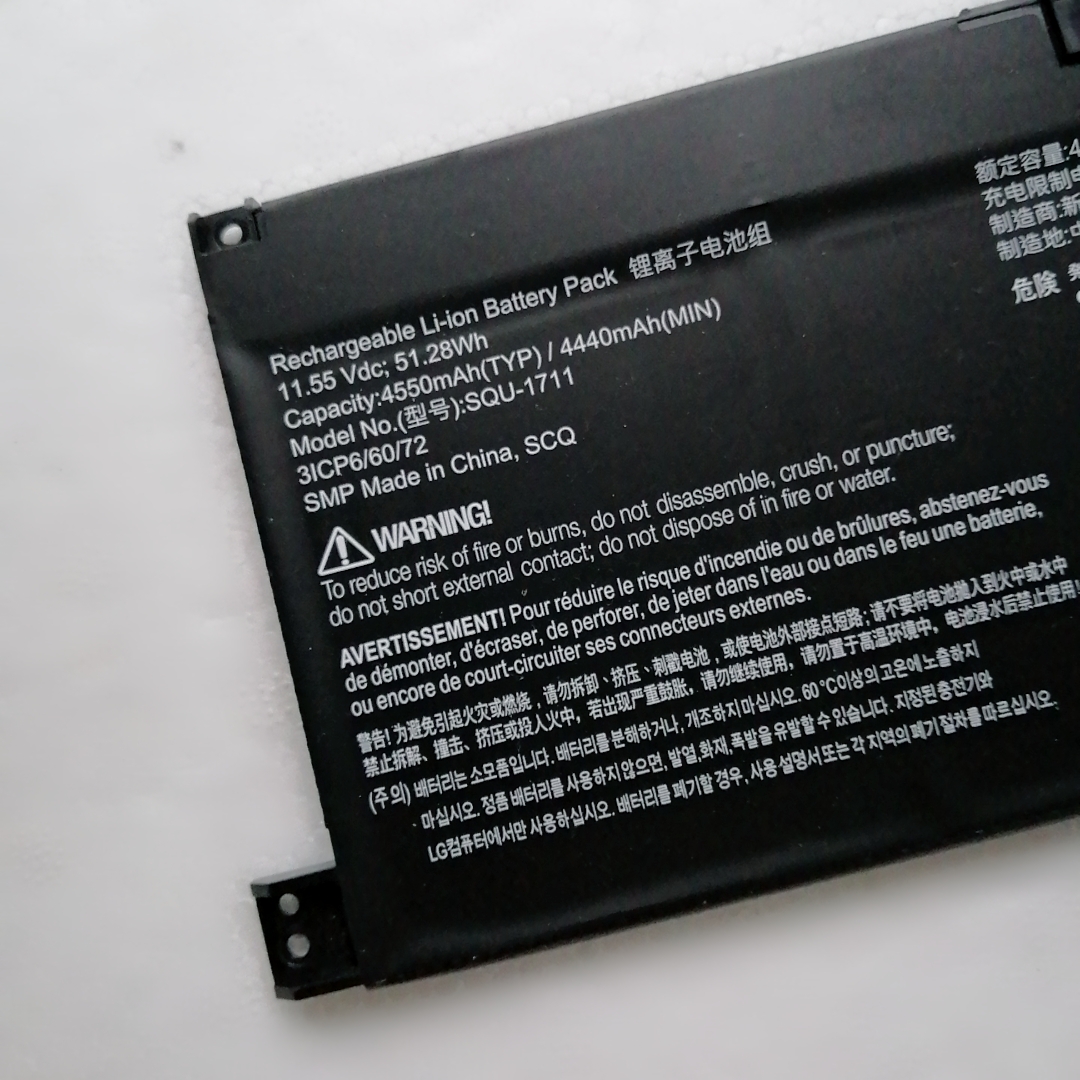 Rechargeable Li-ion Battery Pack 锂离子电池组
11.55 Vdc; 51.28Wh
Capacity:4550mAh(TYP) / 4440mAh(MIN)
Model No.(型号):SQU-1711
3ICP6/60/72
SMP Made in China, SCQ
WARNING!
To reduce risk of fire or burns, do not disassemble, crush, or puncture;
do not short external contact; do not dispose of in fire or water.
AVERTISSEMENT! Pour réduire le risque d'incendie ou de brûlures, abstenez-vous
de démonter, d'écraser, de perforer, de jeter dans l'eau ou dans le feu une batterie,
ou encore de court-circuiter ses connecteurs externes.
警告! 为避免引起火灾或燃烧，请勿拆卸、挤压、刺戳电池，或使电池外部接点短路；请不要将电池抛入到火中或水中
禁止拆解、撞击、挤压或投入火中，若出现严重鼓胀，请勿继续使用，请勿置于高温环境中，电池浸水后禁止使用
(주의) 배터리는 소모품입니다. 배터리를 분해하거나, 개조하지 마십시오. 60℃이상의 고온에 노출하지
마십시오. 정품 배터리를 사용하지 않으면, 발열,화재,폭발을 유발할 수 있습니다. 지정된 충전기와
LG컴퓨터에서만 사용하십시오. 배터리를 폐기할 경우, 사용 설명서 또는 각 지역의 폐기 절차를 따르십시오.
额定容量:4
充电限制电
制造商:新
制造地:中
危険